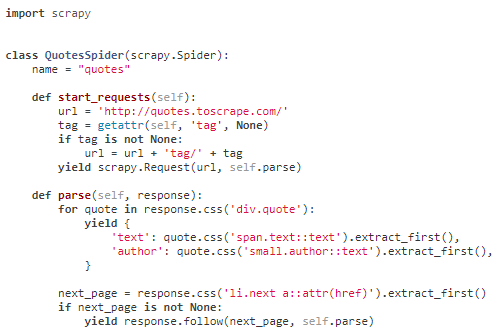 import scrapy


class QuotesSpider(scrapy.Spider):
    name = "quotes"

    def start_requests(self):
        url = 'http://quotes.toscrape.com/'
        tag = getattr(self, 'tag', None)
        if tag is not None:
            url = url + 'tag/' + tag
        yield scrapy.Request(url, self.parse)

    def parse(self, response):
        for quote in response.css('div.quote'):
            yield {
                'text': quote.css('span.text::text').extract_first(),
                'author': quote.css('small.author::text').extract_first(),
            }

        next_page = response.css('li.next a::attr(href)').extract_first()
        if next_page is not None:
            yield response.follow(next_page, self.parse)